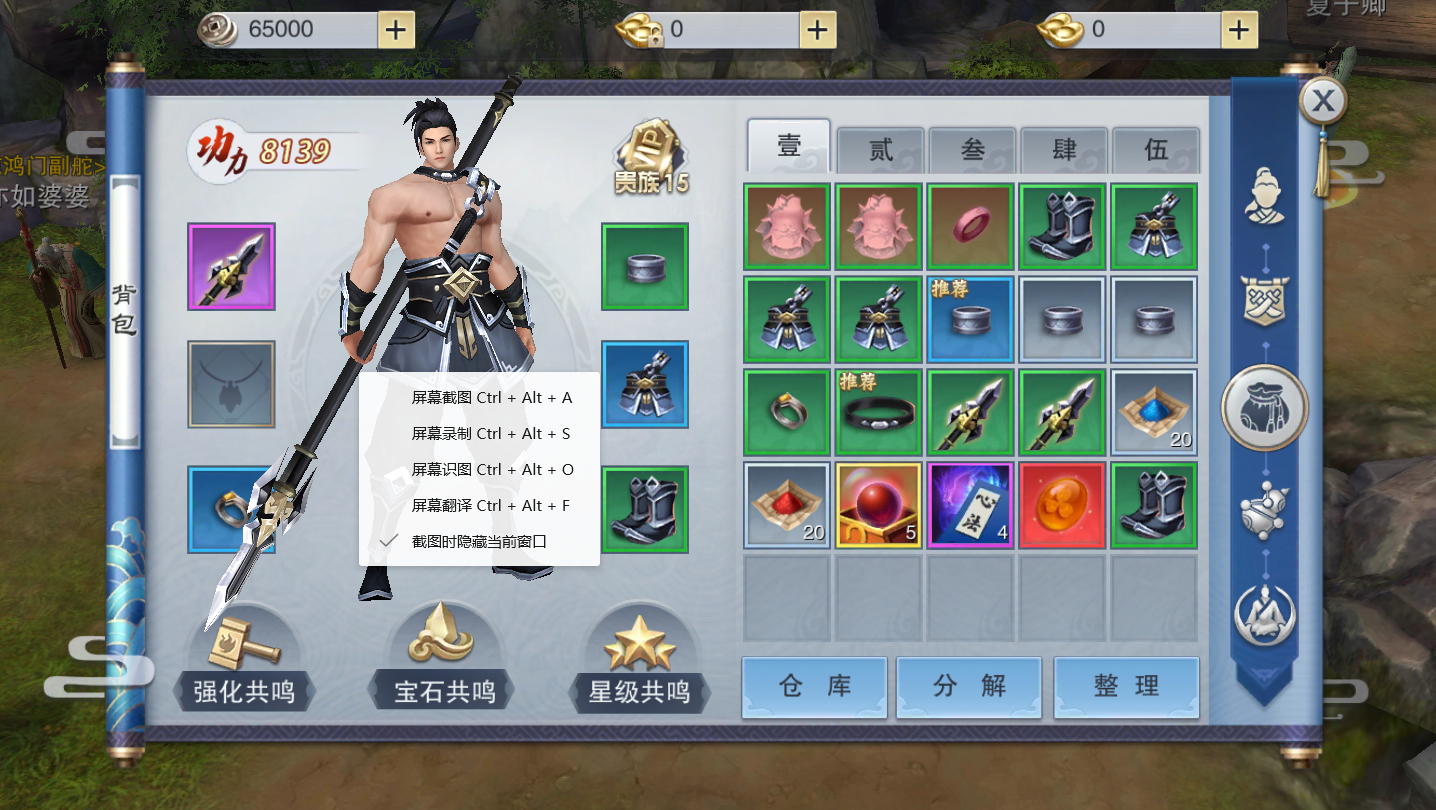 65000
0
0
夏子卿
鸿门副舵>
亦如婆婆
背包
功力 8139
VIP
贵族15
壹
贰
叁
肆
伍
推荐
推荐
20
20
5
心法
4
屏幕截图 Ctrl + Alt + A
屏幕录制 Ctrl + Alt + S
屏幕识图 Ctrl + Alt + O
屏幕翻译 Ctrl + Alt + F
截图时隐藏当前窗口
强化共鸣
宝石共鸣
星级共鸣
仓库
分解
整理